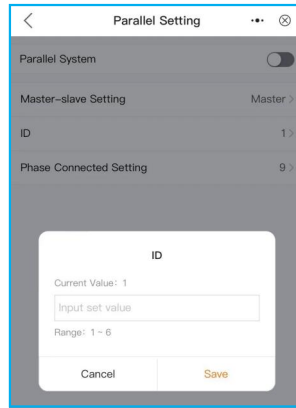 Parallel Setting
Parallel System
Master-slave Setting Master >
ID 1 >
Phase Connected Setting 9 >
ID
Current Value: 1
Input set value
Range: 1 ~ 6
Cancel Save